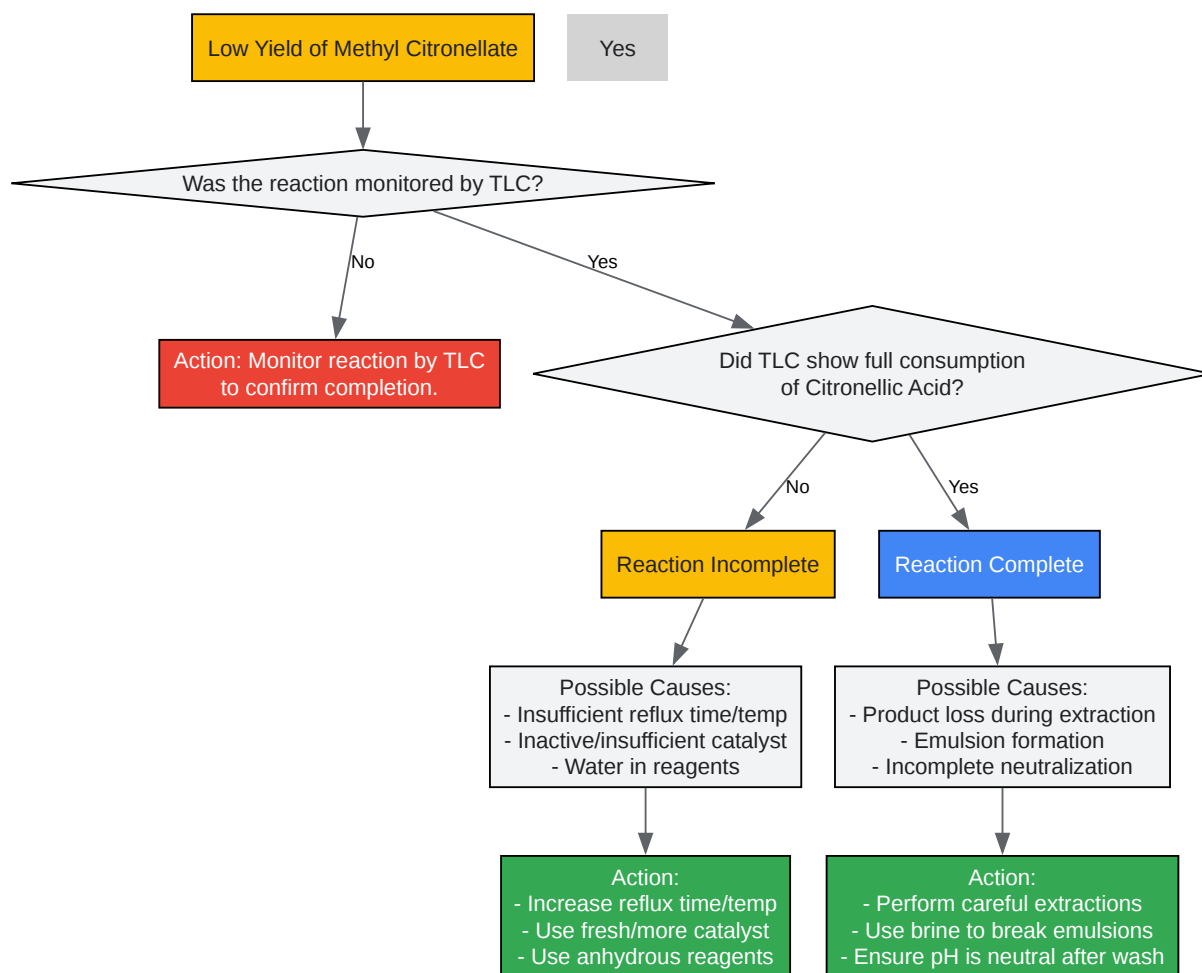 Low Yield of Methyl Citronellate
Yes
Was the reaction monitored by TLC?
No
Yes
Action: Monitor reaction by TLC
to confirm completion.
Did TLC show full consumption
of Citronellic Acid?
No
Yes
Reaction Incomplete
Reaction Complete
Possible Causes:
- Insufficient reflux time/temp
- Inactive/insufficient catalyst
- Water in reagents
Possible Causes:
- Product loss during extraction
- Emulsion formation
- Incomplete neutralization
Action:
- Increase reflux time/temp
- Use fresh/more catalyst
- Use anhydrous reagents
Action:
- Perform careful extractions
- Use brine to break emulsions
- Ensure pH is neutral after wash